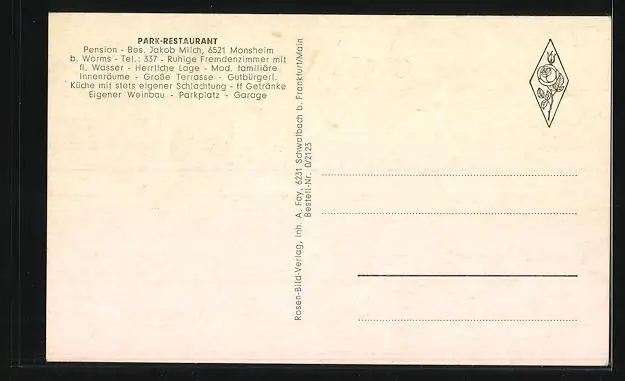 PARK-RESTAURANT
Pension - Bes. Jakob Milch, 6521 Monsheim
b. Worms - Tel.: 337 - Ruhige Fremdenzimmer mit
fl. Wasser - Herrliche Lage - Mod. familiäre
Innenräume - Große Terrasse - Gutbürgerl.
Küche mit stets eigener Schlachtung - ff Getränke
Eigener Weinbau - Parkplatz - Garage
Rosen-Bild-Verlag, Inh. A. Fay, 6231 Schwalbach b. Frankfurt/Main
Bestell-Nr. 0/2123